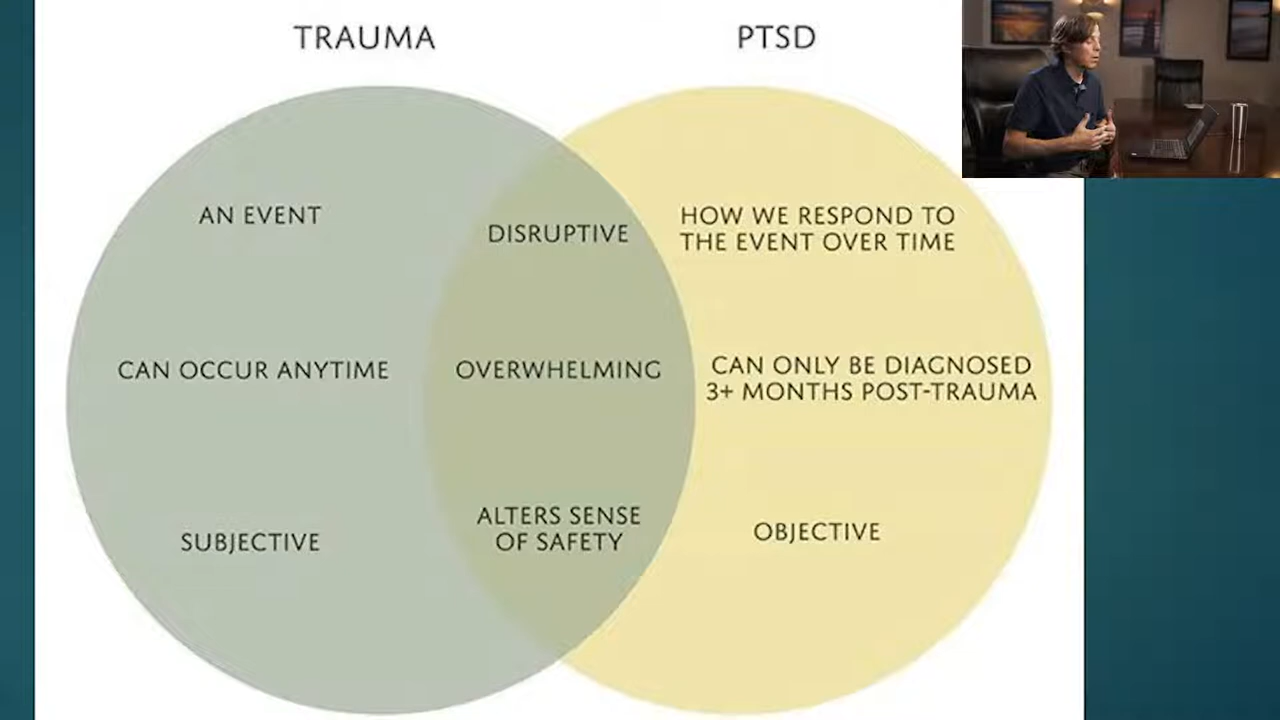 TRAUMA
PTSD
AN EVENT
CAN OCCUR ANYTIME
SUBJECTIVE
DISRUPTIVE
OVERWHELMING
ALTERS SENSE
OF SAFETY
HOW WE RESPOND TO
THE EVENT OVER TIME
CAN ONLY BE DIAGNOSED
3+ MONTHS POST-TRAUMA
OBJECTIVE